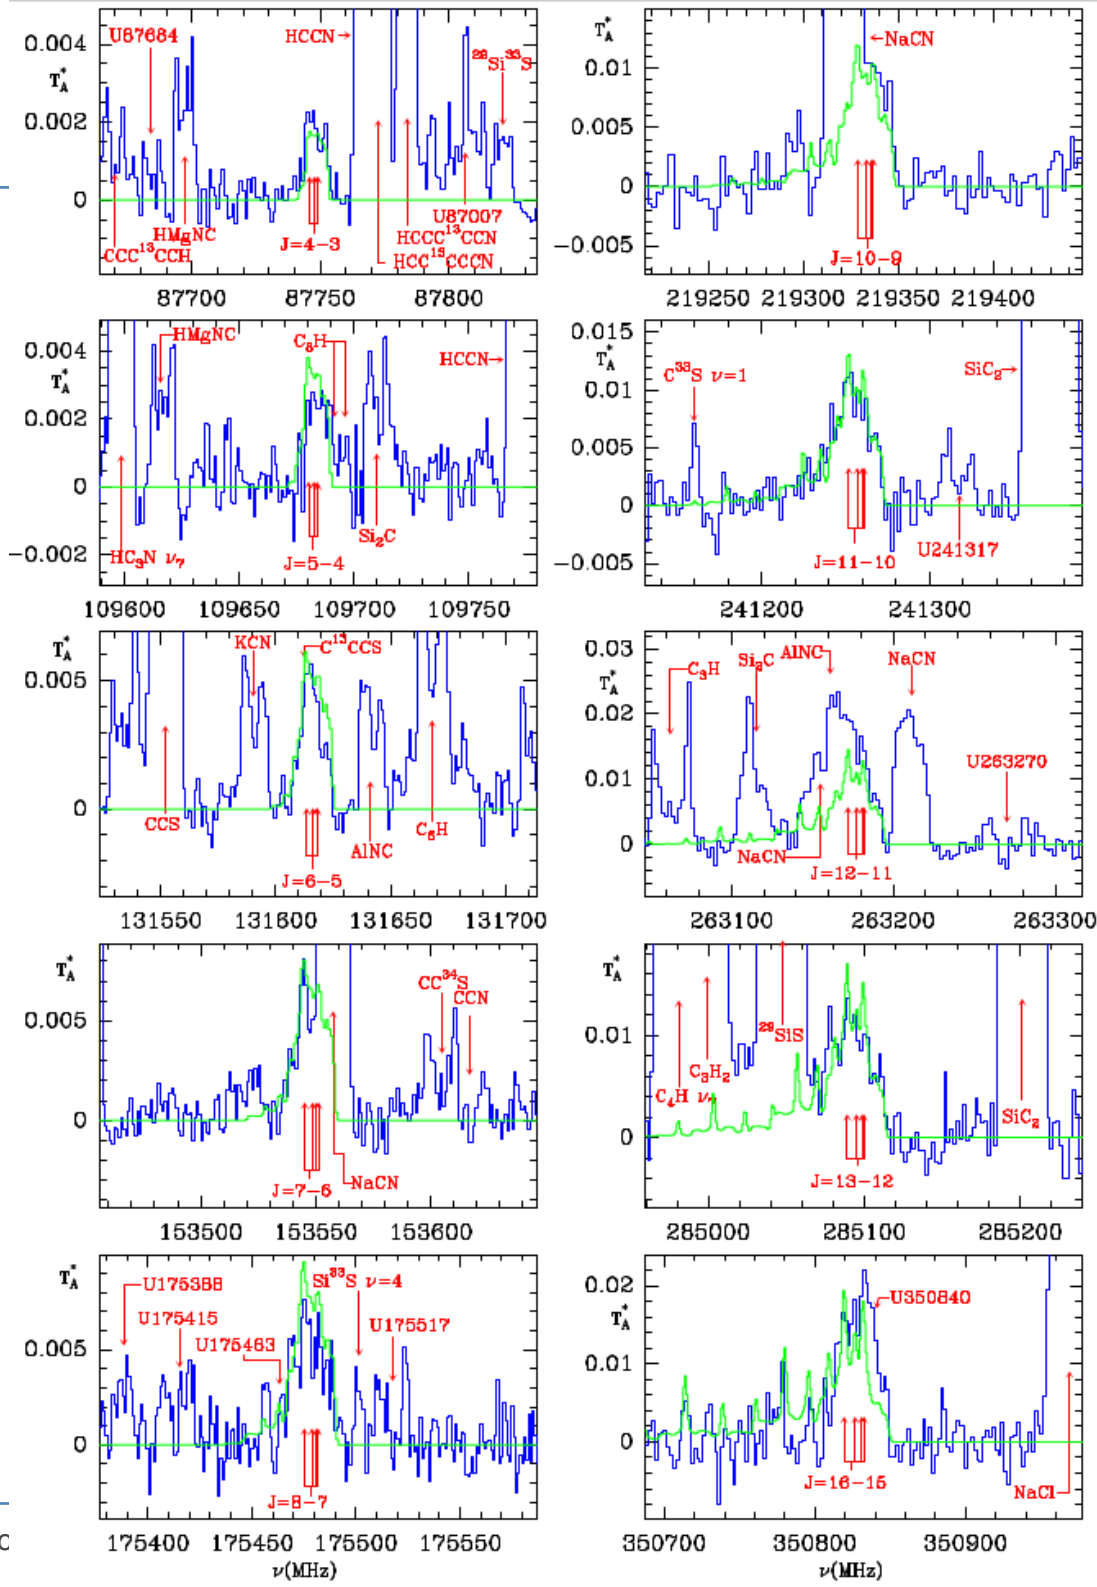 0.004
U87684
HCCN
²⁹Si³³S
T*A
0.002
0
HMgNC
U87007
J=4-3
HCCC¹³CCN
CCC¹³CCH
HCC¹³CCCN
87700 87750 87800
T*A
NaCN
0.01
0.005
0
-0.005
J=10-9
219250 219300 219350 219400
HMgNC
0.004
HCCN
T*A
0.002
0
HC₃N ν₇
Si₂C
-0.002
J=5-4
109600 109650 109700 109750
0.015
T*A
SiC₂
C³³S ν=1
0.01
0.005
0
U241317
-0.005
J=11-10
241200 241300
T*A
KCN
C¹³CCS
0.005
0
CCS
C₆H
AlNC
J=6-5
131550 131600 131650 131700
0.03
C₃H
Si₂C
AlNC
NaCN
T*A
0.02
U263270
0.01
0
NaCN
J=12-11
263100 263200 263300
T*A
CC³⁴S
CCN
0.005
0
J=7-6
NaCN
153500 153550 153600
T*A
0.01
²⁹SiS
C₃H₂
C₄H ν
SiC₂
0
J=13-12
285000 285100 285200
T*A
U175388
Si³³S ν=4
U175415
U175463
U175517
0.005
0
J=8-7
175400 175450 175500 175550
ν(MHz)
0.02
T*A
U350840
0.01
0
J=16-15
NaCl
350700 350800 350900
ν(MHz)